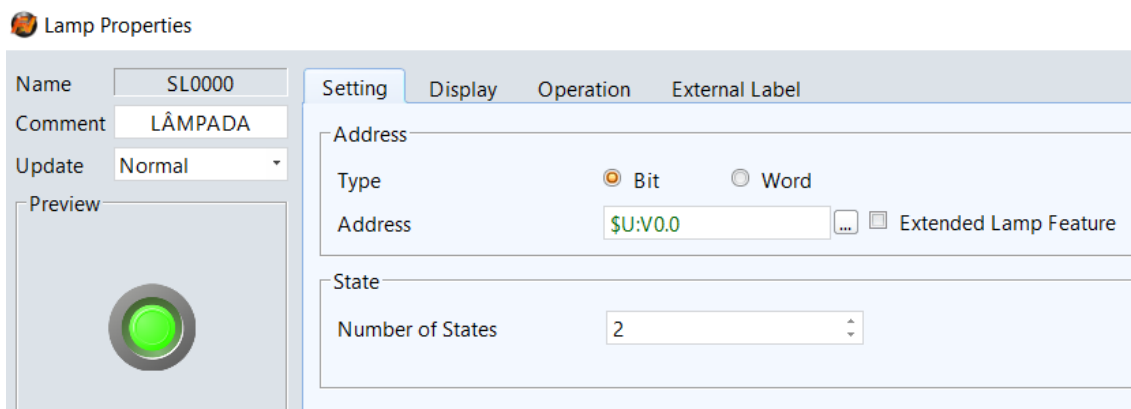 Lamp Properties
Name SL0000
Comment LÂMPADA
Update Normal
Preview
Setting Display Operation External Label
Address
Type Bit Word
Address $U:V0.0 ... Extended Lamp Feature
State
Number of States 2